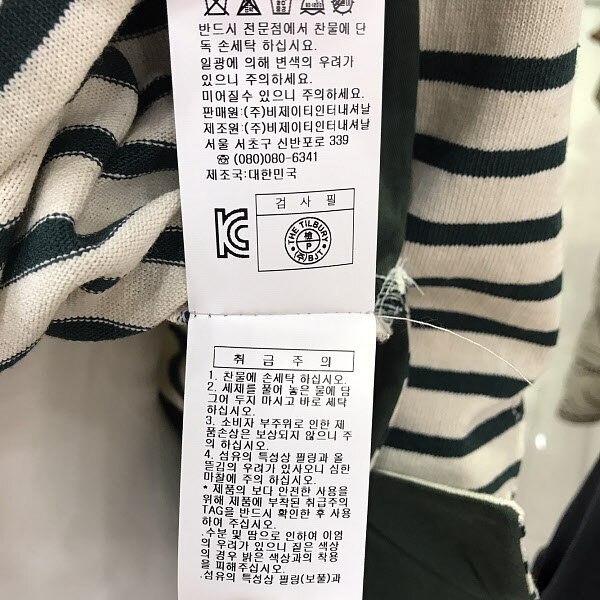 반드시 전문점에서 찬물에 단
독 손세탁 하십시요.
일광에 의해 변색의 우려가
있으니 주의하세요.
미어질수 있으니 주의하세요.
판매원:(주)비제이티인터내셔날
제조원:(주)비제이티인터내셔날
서울 서초구 신반포로 339
☎(080)080-6341
제조국:대한민국
검 사 필
THE TILBURY
P
(주)BJT
취 급 주 의
1. 찬물에 손세탁 하십시오.
2. 세제를 풀어 놓은 물에 담
그어 두지 마시고 바로 세탁
하십시오.
3. 소비자 부주위로 인한 제
품손상은 보상되지 않으니 주
의 하십시오.
4. 섬유의 특성상 필링과 올
뜯김의 우려가 있사오니 심한
마찰에 주의 하십시오.
* 제품의 보다 안전한 사용을
위해 제품에 부착된 취급주의
TAG을 반드시 확인한 후 사용
하여 주십시오.
.수분 및 땀으로 인하여 이염
의 우려가 있으니 짙은 색상
의 경우 밝은 색상과의 착용
을 피해주십시오.
.섬유의 특성상 필링(보풀)과